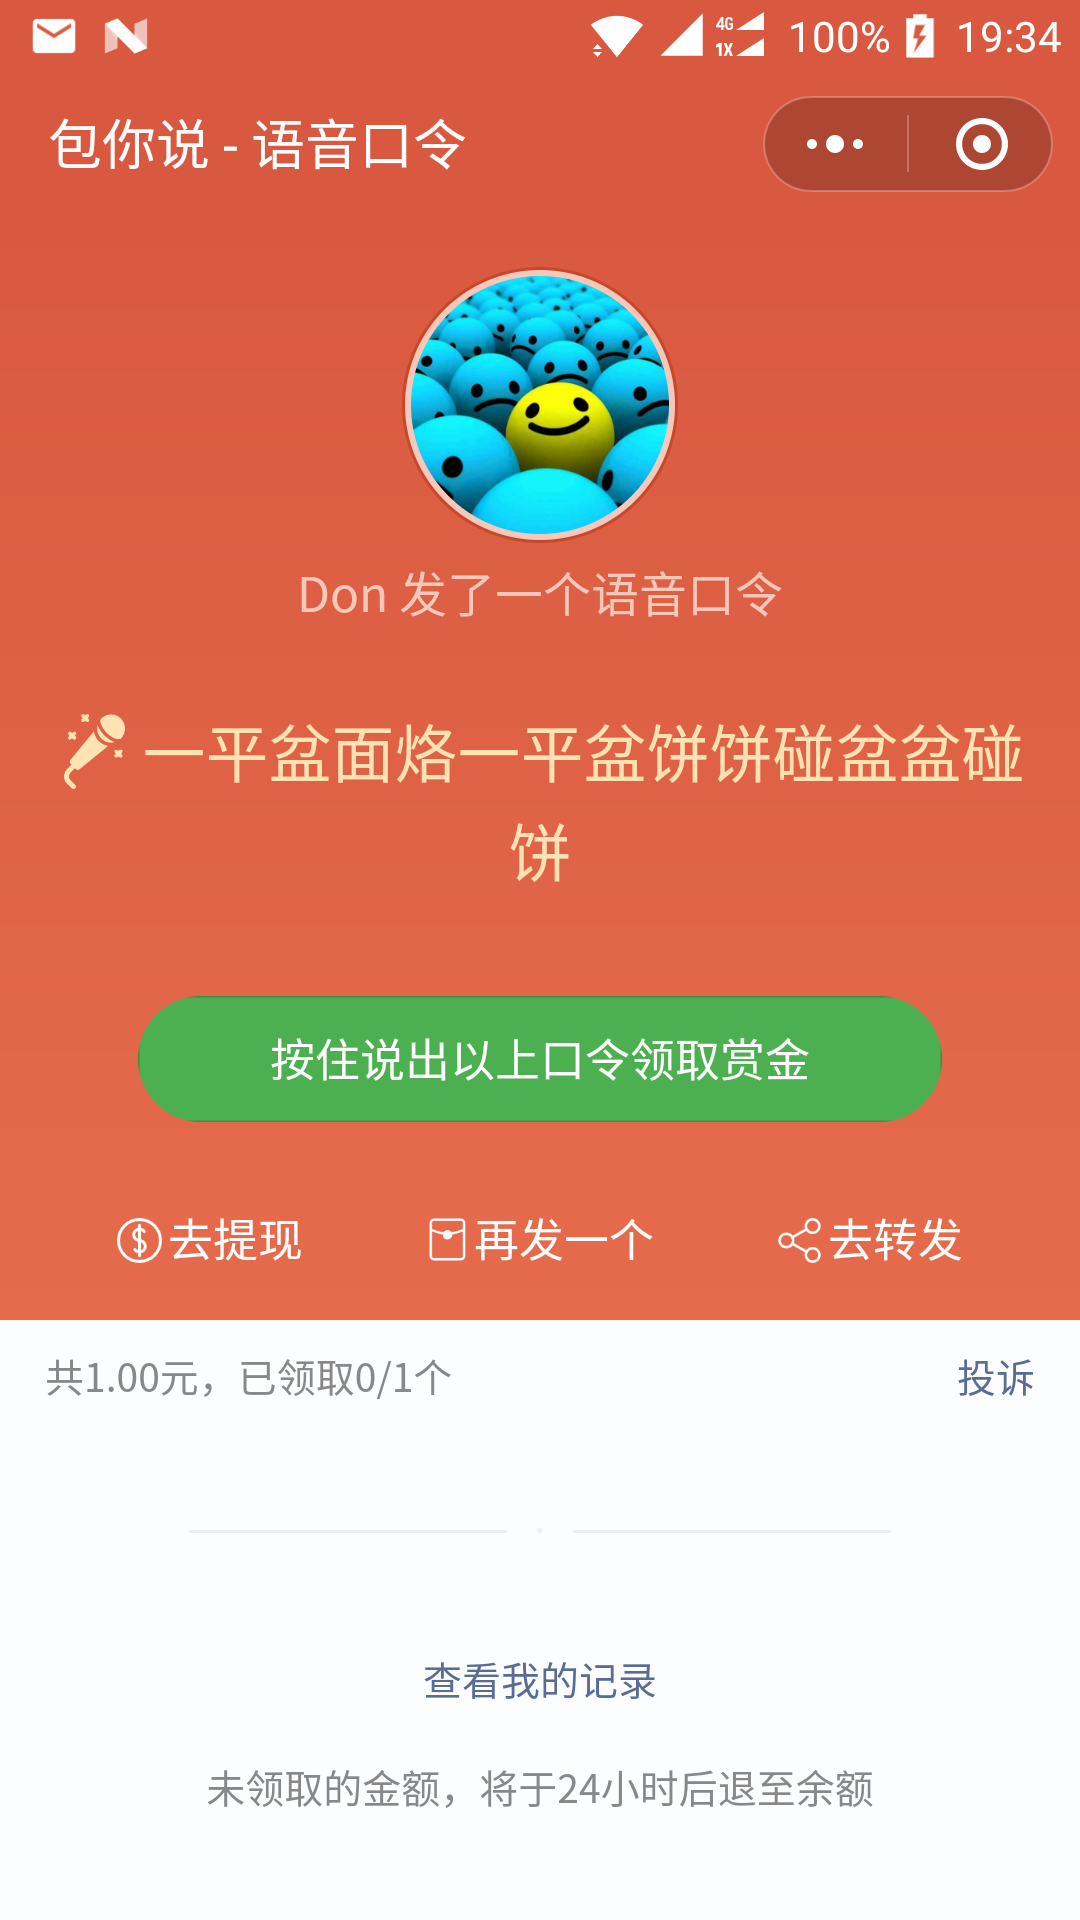 4G
1X
100%
19:34
包你说 - 语音口令
Don 发了一个语音口令
一平盆面烙一平盆饼饼碰盆盆碰
饼
按住说出以上口令领取赏金
去提现
再发一个
去转发
共1.00元，已领取0/1个
投诉
查看我的记录
未领取的金额，将于24小时后退至余额